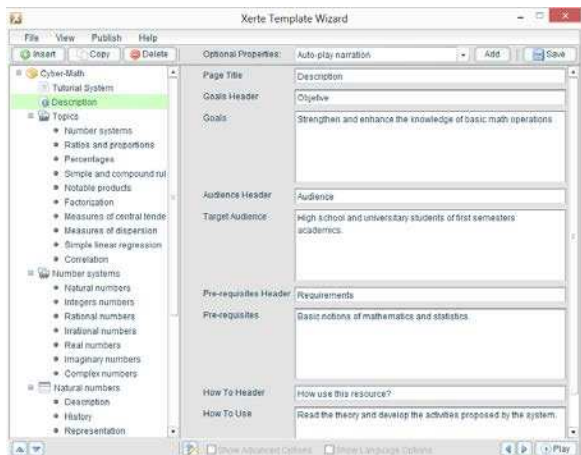 Xerte Template Wizard
File View Publish Help
Insert Copy Delete Optional Properties: Auto-play narration Add Save
Cyber-Math
Tutorial System
Description
Topics
Number systems
Ratios and proportions
Percentages
Simple and compound rul
Notable products
Factorization
Measures of central tende
Measures of dispersion
Simple linear regression
Correlation
Number systems
Natural numbers
Integers numbers
Rational numbers
Irrational numbers
Real numbers
Imaginary numbers
Complex numbers
Natural numbers
Description
History
Representation
Page Title Description
Goals Header Objetive
Goals Strengthen and enhance the knowledge of basic math operations
Audience Header Audience
Target Audience High school and universitary students of first semesters
academics.
Pre-requisites Header Requirements
Pre-requisites Basic notions of mathematics and statistics
How To Header How use this resource?
How To Use Read the theory and develop the activities proposed by the system.
Show Advanced Options Show Language Options Play